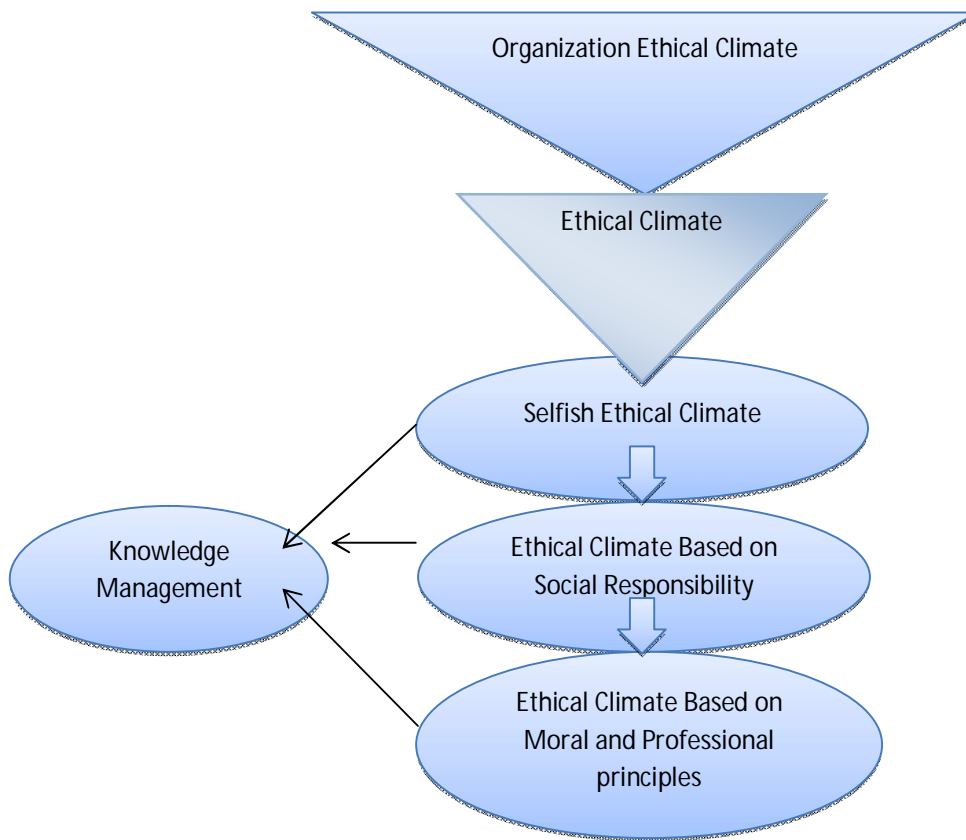 Organization Ethical Climate
Ethical Climate
Selfish Ethical Climate
Knowledge
Management
Ethical Climate Based on
Social Responsibility
Ethical Climate Based on
Moral and Professional
principles